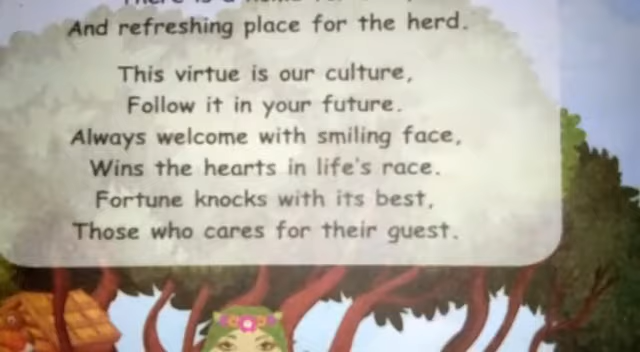 And refreshing place for the herd.
This virtue is our culture,
Follow it in your future.
Always welcome with smiling face,
Wins the hearts in life's race.
Fortune knocks with its best,
Those who cares for their guest.